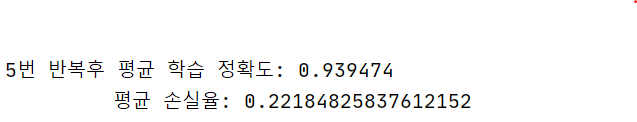 5번 반복후 평균 학습 정확도: 0.939474
평균 손실율: 0.22184825837612152